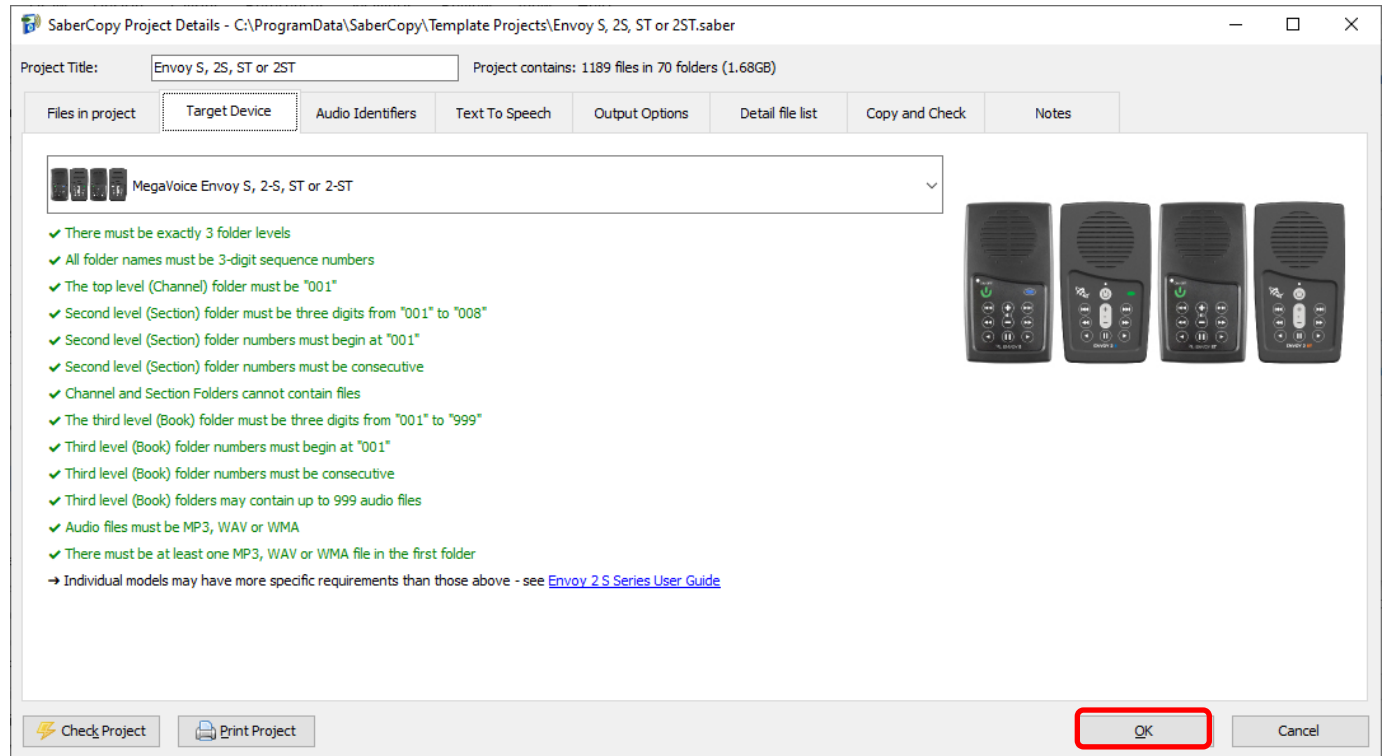 SaberCopy Project Details - C:\ProgramData\SaberCopy\Template Projects\Envoy S, 2S, ST or 2ST.saber
Project Title: Envoy S, 2S, ST or 2ST Project contains: 1189 files in 70 folders (1.68GB)
Files in project Target Device Audio Identifiers Text To Speech Output Options Detail file list Copy and Check Notes
MegaVoice Envoy S, 2-S, ST or 2-ST
✓ There must be exactly 3 folder levels
✓ All folder names must be 3-digit sequence numbers
✓ The top level (Channel) folder must be "001"
✓ Second level (Section) folder must be three digits from "001" to "008"
✓ Second level (Section) folder numbers must begin at "001"
✓ Second level (Section) folder numbers must be consecutive
✓ Channel and Section Folders cannot contain files
✓ The third level (Book) folder must be three digits from "001" to "999"
✓ Third level (Book) folder numbers must begin at "001"
✓ Third level (Book) folder numbers must be consecutive
✓ Third level (Book) folders may contain up to 999 audio files
✓ Audio files must be MP3, WAV or WMA
✓ There must be at least one MP3, WAV or WMA file in the first folder
→ Individual models may have more specific requirements than those above - see Envoy 2 S Series User Guide
Check Project Print Project OK Cancel